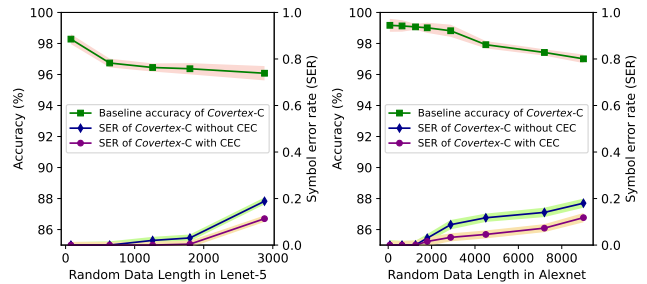 100
98
96
94
92
90
88
86
Accuracy (%)
1.0
0.8
0.6
0.4
0.2
0.0
Symbol error rate (SER)
Baseline accuracy of Covertex-C
SER of Covertex-C without CEC
SER of Covertex-C with CEC
0 1000 2000 3000
Random Data Length in Lenet-5
100
98
96
94
92
90
88
86
Accuracy (%)
1.0
0.8
0.6
0.4
0.2
0.0
Symbol error rate (SER)
Baseline accuracy of Covertex-C
SER of Covertex-C without CEC
SER of Covertex-C with CEC
0 2000 4000 6000 8000
Random Data Length in Alexnet